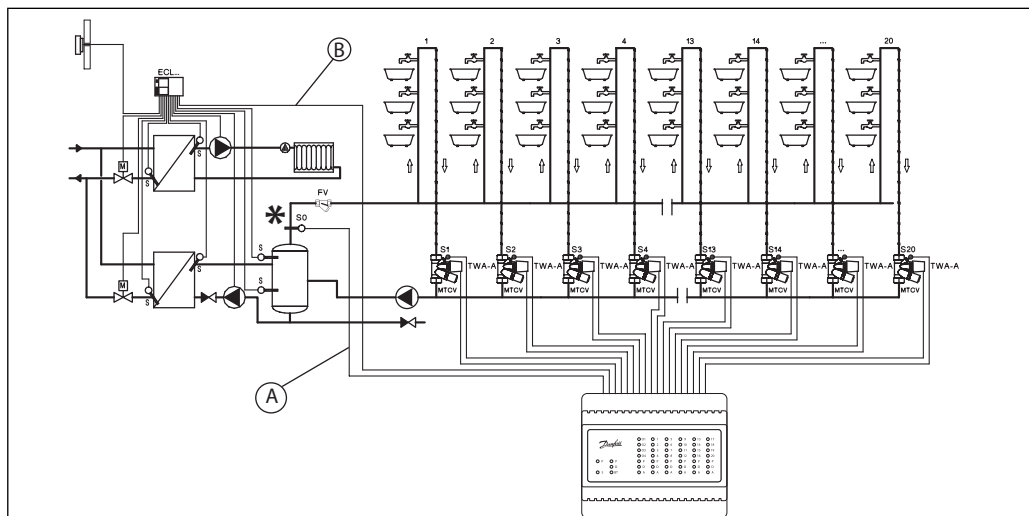 1 2 3 4 13 14 ... 20
B
ECL...
S
S
M
S
FV
S0
S
S
S
M
S
S1 S2 S3 S4 S13 S14 ... S20
TWA-A TWA-A TWA-A TWA-A TWA-A TWA-A TWA-A TWA-A
MTCV MTCV MTCV MTCV MTCV MTCV MTCV MTCV
A
Danfoss